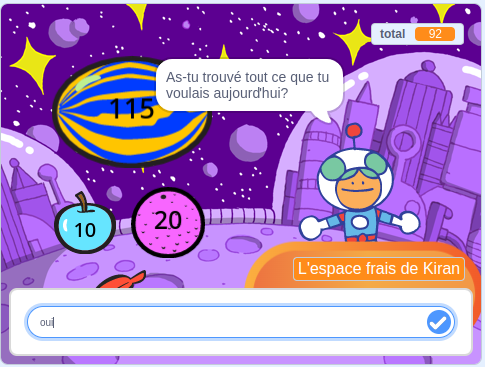 total 92
As-tu trouvé tout ce que tu
voulais aujourd'hui?
115
20
10
L'espace frais de Kiran
oui